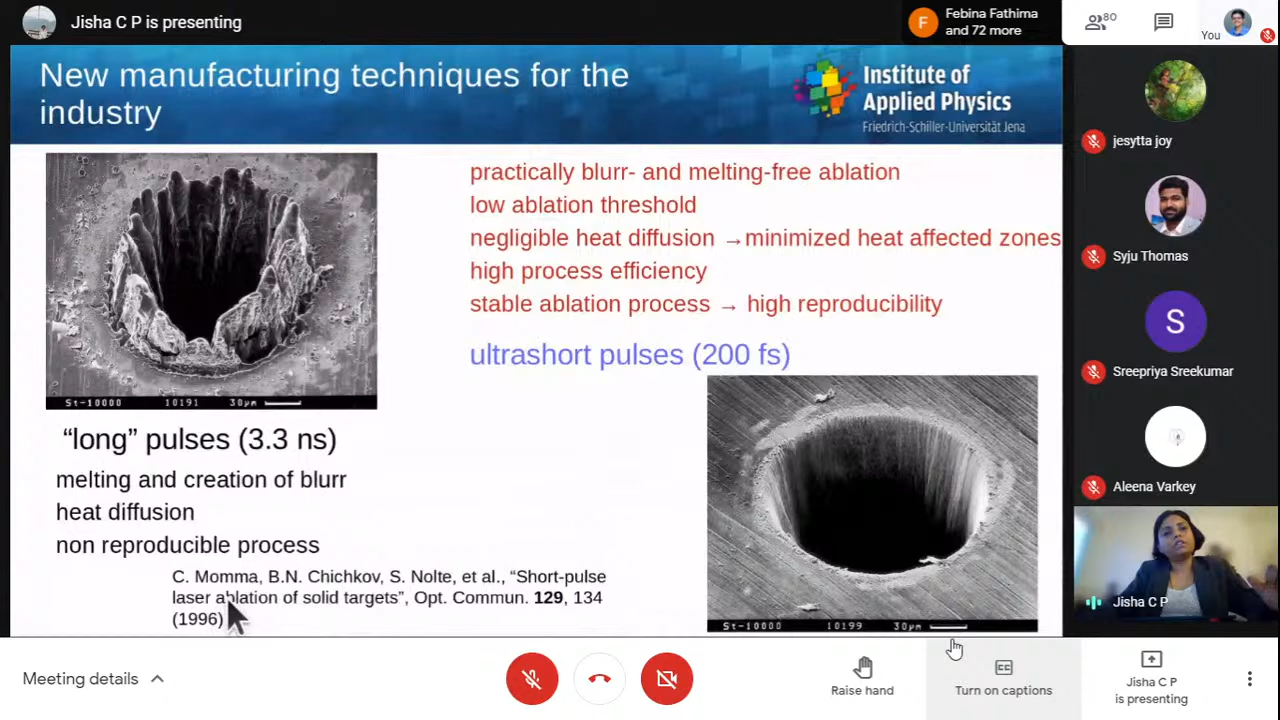 Jisha C P is presenting
F
Febina Fathima
and 72 more
80
You
New manufacturing techniques for the
industry
Institute of
Applied Physics
Friedrich-Schiller-Universität Jena
practically blurr- and melting-free ablation
low ablation threshold
negligible heat diffusion →minimized heat affected zones
high process efficiency
stable ablation process → high reproducibility
ultrashort pulses (200 fs)
St-10000 10191 30µm
“long” pulses (3.3 ns)
melting and creation of blurr
heat diffusion
non reproducible process
C. Momma, B.N. Chichkov, S. Nolte, et al., “Short-pulse
laser ablation of solid targets”, Opt. Commun. 129, 134
(1996)
St-10000 10199 30µm
jesytta joy
Syju Thomas
S
Sreepriya Sreekumar
Aleena Varkey
Jisha C P
Meeting details
Raise hand
CC
Turn on captions
Jisha C P
is presenting